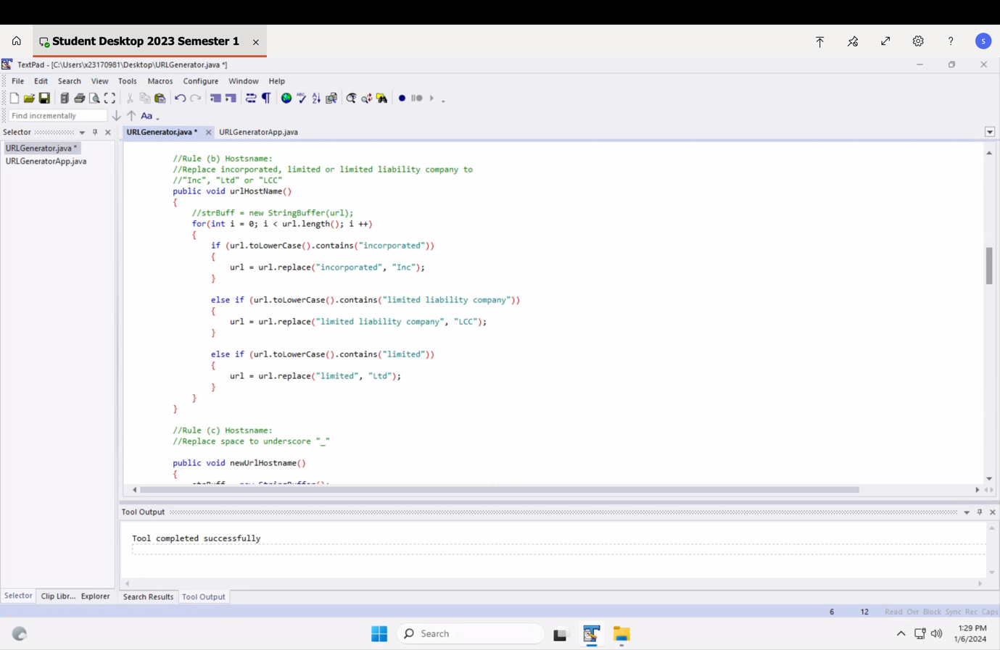 Student Desktop 2023 Semester 1
S
TextPad - [C:\Users\x23170981\Desktop\URLGenerator.java *]
File Edit Search View Tools Macros Configure Window Help
Find incrementally
Aa
Selector
URLGenerator.java *
URLGeneratorApp.java
URLGenerator.java *
URLGeneratorApp.java
//Rule (b) Hostsname:
//Replace incorporated, limited or limited liability company to
//"Inc", "Ltd" or "LCC"
public void urlHostName()
{
//strBuff = new StringBuffer(url);
for(int i = 0; i < url.length(); i ++)
{
if (url.toLowerCase().contains("incorporated"))
{
url = url.replace("incorporated", "Inc");
}
else if (url.toLowerCase().contains("limited liability company"))
{
url = url.replace("limited liability company", "LCC");
}
else if (url.toLowerCase().contains("limited"))
{
url = url.replace("limited", "Ltd");
}
}
}
//Rule (c) Hostsname:
//Replace space to underscore "_"
public void newUrlHostname()
{
strBuff = new StringBuffer();
Tool Output
Tool completed successfully
Selector Clip Libr... Explorer
Search Results Tool Output
6 12 Read Ovr Block Sync Rec Caps
Search
1:29 PM
1/6/2024